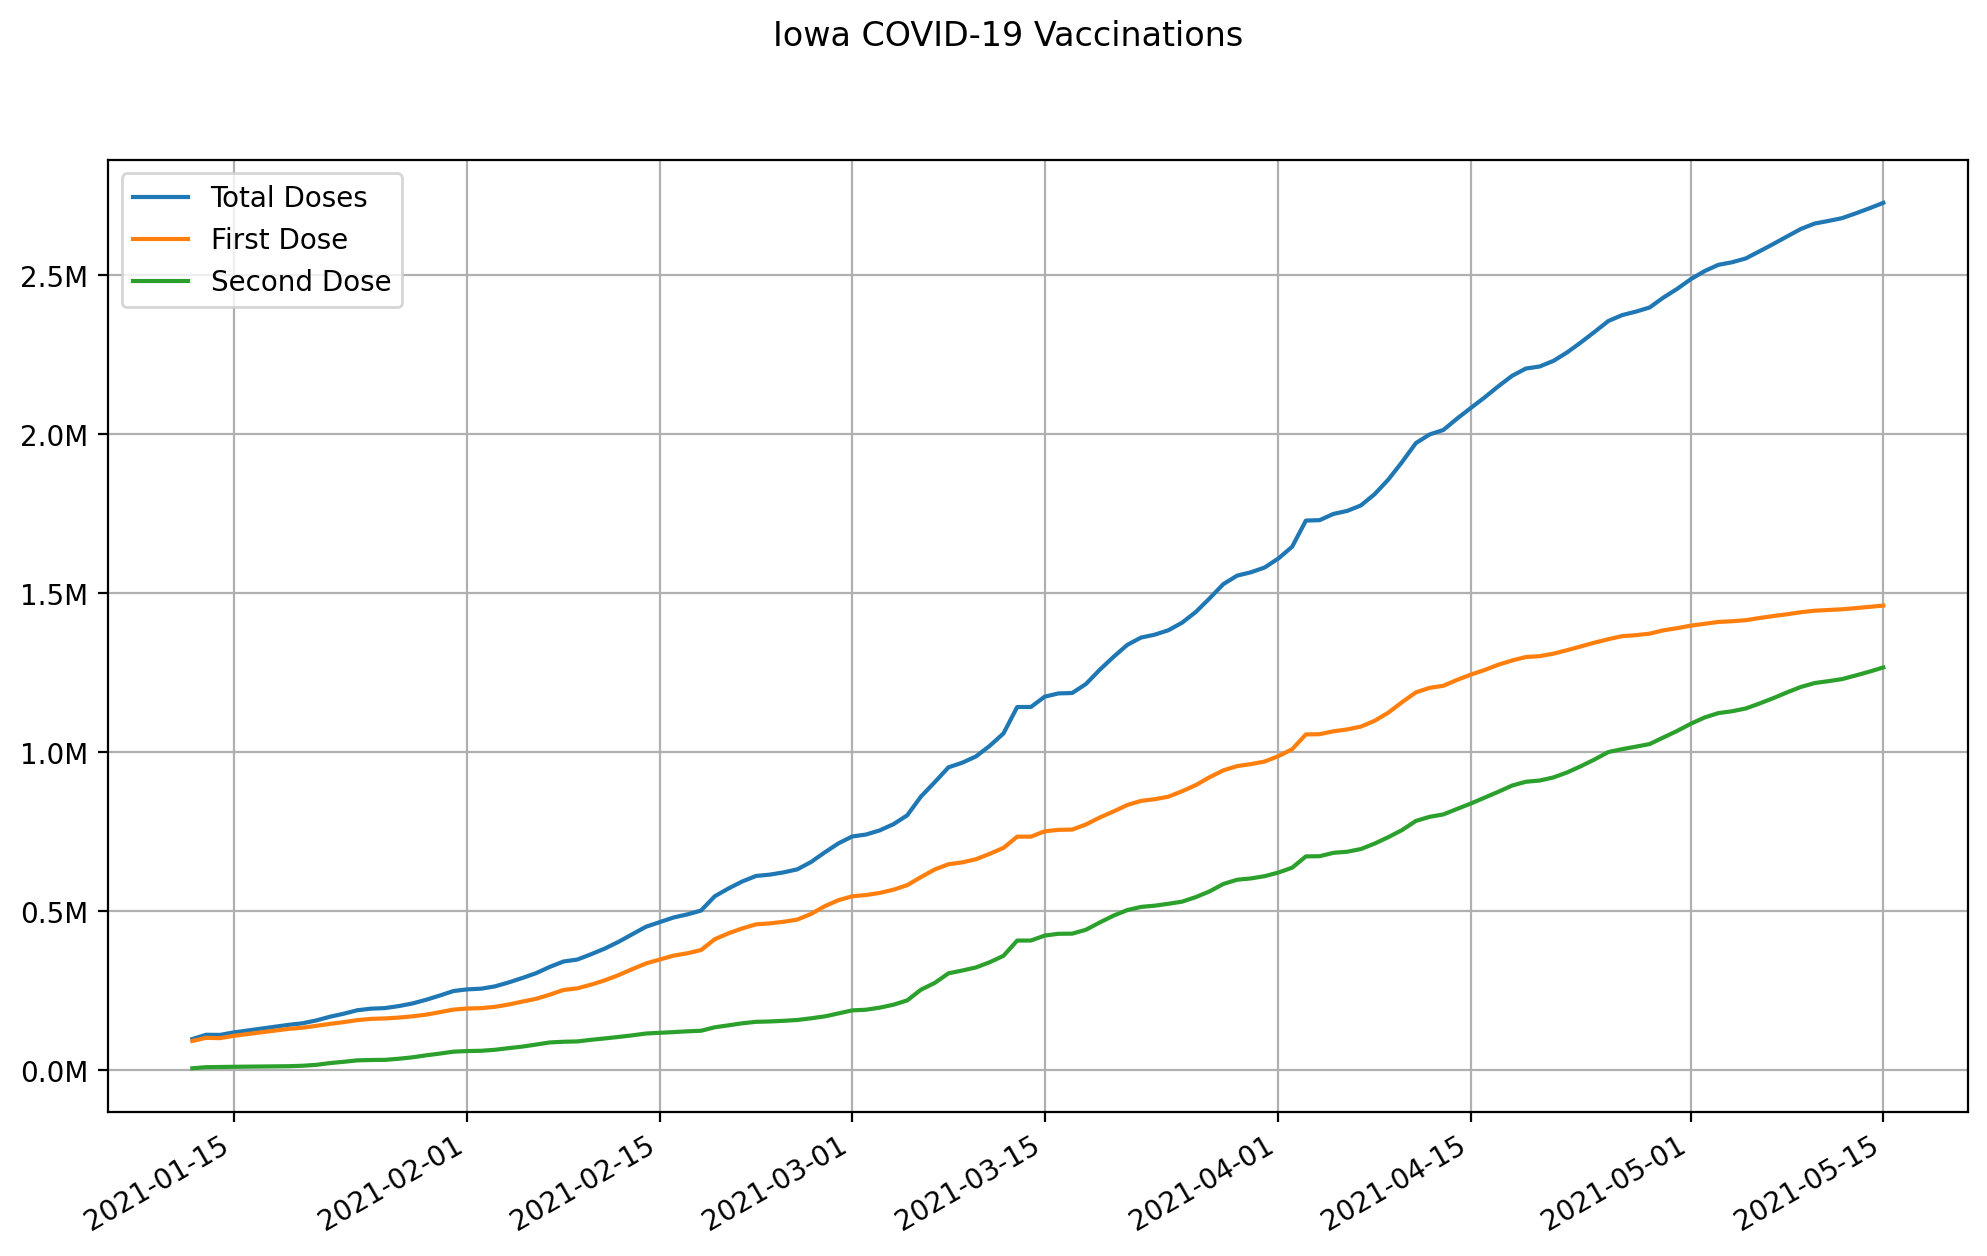 Iowa COVID-19 Vaccinations
Total Doses
First Dose
Second Dose
2.5M
2.0M
1.5M
1.0M
0.5M
0.0M
2021-01-15
2021-02-01
2021-02-15
2021-03-01
2021-03-15
2021-04-01
2021-04-15
2021-05-01
2021-05-15